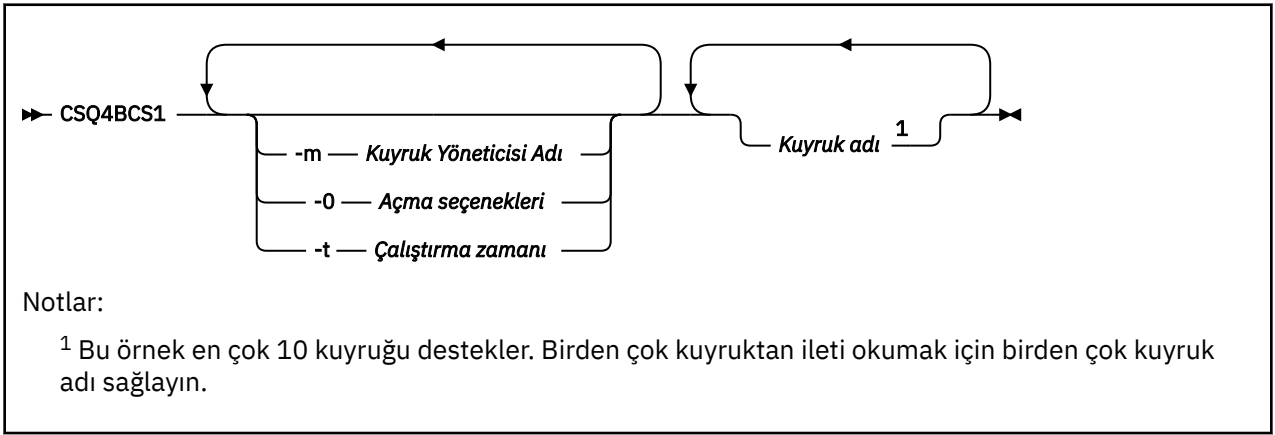 CSQ4BCS1
-m Kuyruk Yöneticisi Adı
-0 Açma seçenekleri
-t Çalıştırma zamanı
Kuyruk adı 1
Notlar:
1 Bu örnek en çok 10 kuyruğu destekler. Birden çok kuyruktan ileti okumak için birden çok kuyruk
adı sağlayın.